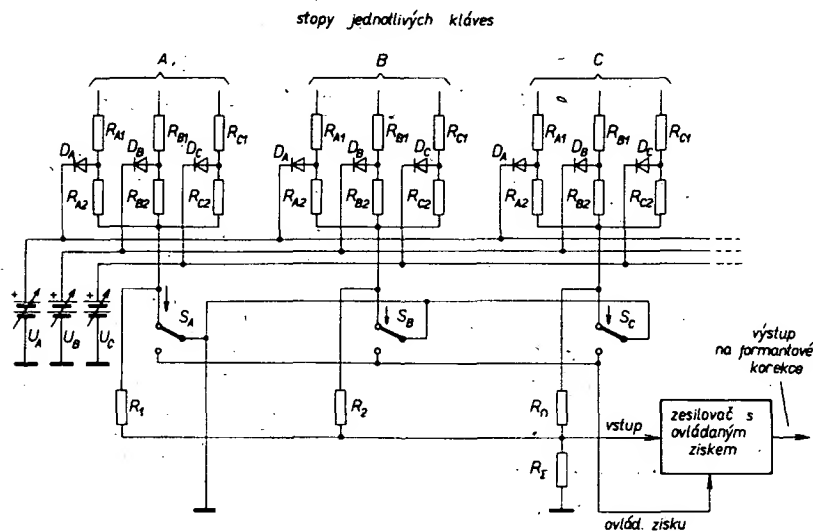 stopy jednotlivých kláves
A
B
C
R_A1 R_B1 R_C1
R_A1 R_B1 R_C1
R_A1 R_B1 R_C1
D_A D_B D_C
D_A D_B D_C
D_A D_B D_C
R_A2 R_B2 R_C2
R_A2 R_B2 R_C2
R_A2 R_B2 R_C2
+ + +
U_A U_B U_C
S_A
S_B
S_C
výstup
na formantové
korekce
R_1
R_2
R_n
vstup
zesilovač s
ovládaným
ziskem
R_Σ
ovlád. zisku